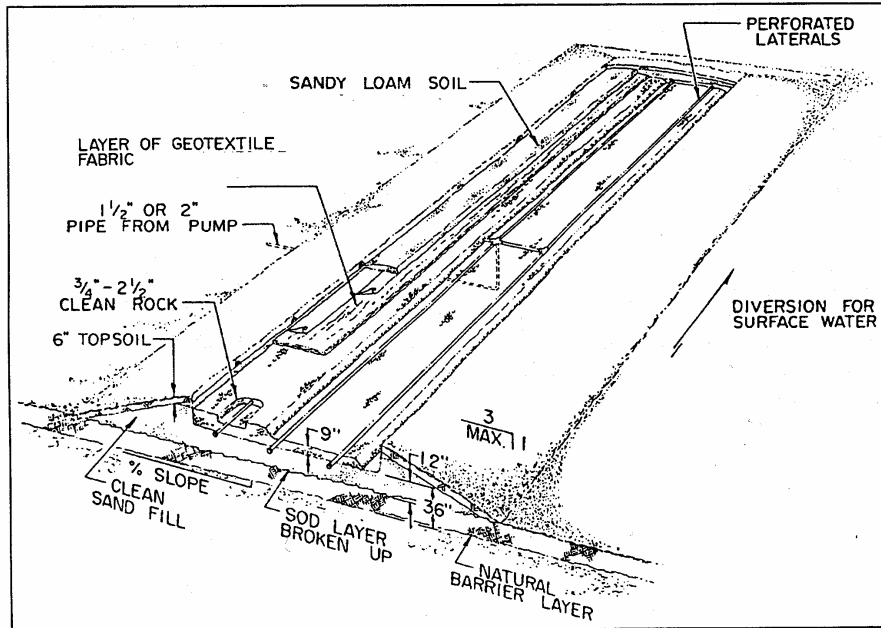 PERFORATED
LATERALS
SANDY LOAM SOIL
LAYER OF GEOTEXTILE
FABRIC
1 1/2" OR 2"
PIPE FROM PUMP
3/4" - 2 1/2"
CLEAN ROCK
6" TOPSOIL
DIVERSION FOR
SURFACE WATER
3
MAX. 1
9"
12"
36"
% SLOPE
CLEAN
SAND FILL
SOD LAYER
BROKEN UP
NATURAL
BARRIER LAYER